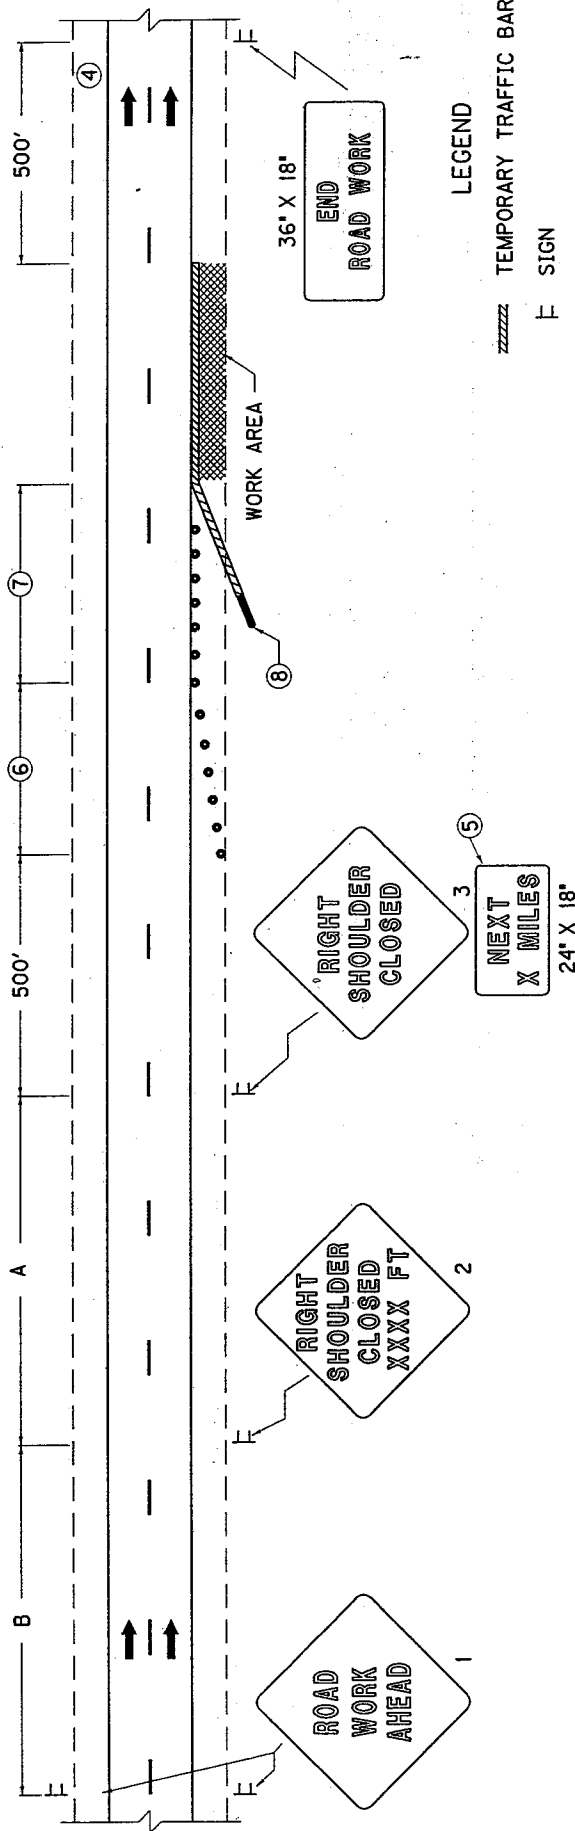 B
A
500'
6
7
500'
4
ROAD
WORK
AHEAD
1
RIGHT
SHOULDER
CLOSED
XXXX FT
2
RIGHT
SHOULDER
CLOSED
3
5
NEXT
X MILES
24" X 18"
8
WORK AREA
36" X 18"
END
ROAD WORK
LEGEND
TEMPORARY TRAFFIC BAR
SIGN